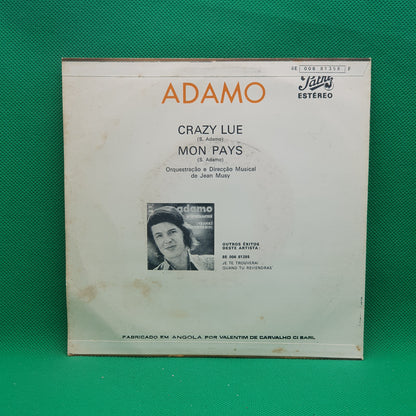 8E 006 81358 F
Pathé
ESTÉREO
ADAMO
CRAZY LUE
(S. Adamo)
MON PAYS
(S. Adamo)
Orquestração e Direcção Musical
de Jean Musy
adamo
OUTROS ÊXITOS
DESTE ARTISTA:
8E 006 81285
JE TE TROUVERAI
QUAND TU REVIENDRAS
FABRICADO EM ANGOLA POR VALENTIM DE CARVALHO CI SARL